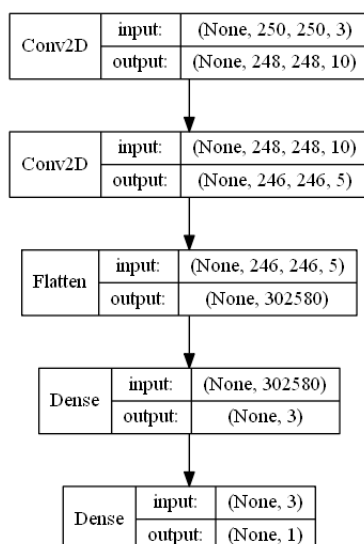 Conv2D input: (None, 250, 250, 3)
output: (None, 248, 248, 10)
Conv2D input: (None, 248, 248, 10)
output: (None, 246, 246, 5)
Flatten input: (None, 246, 246, 5)
output: (None, 302580)
Dense input: (None, 302580)
output: (None, 3)
Dense input: (None, 3)
output: (None, 1)